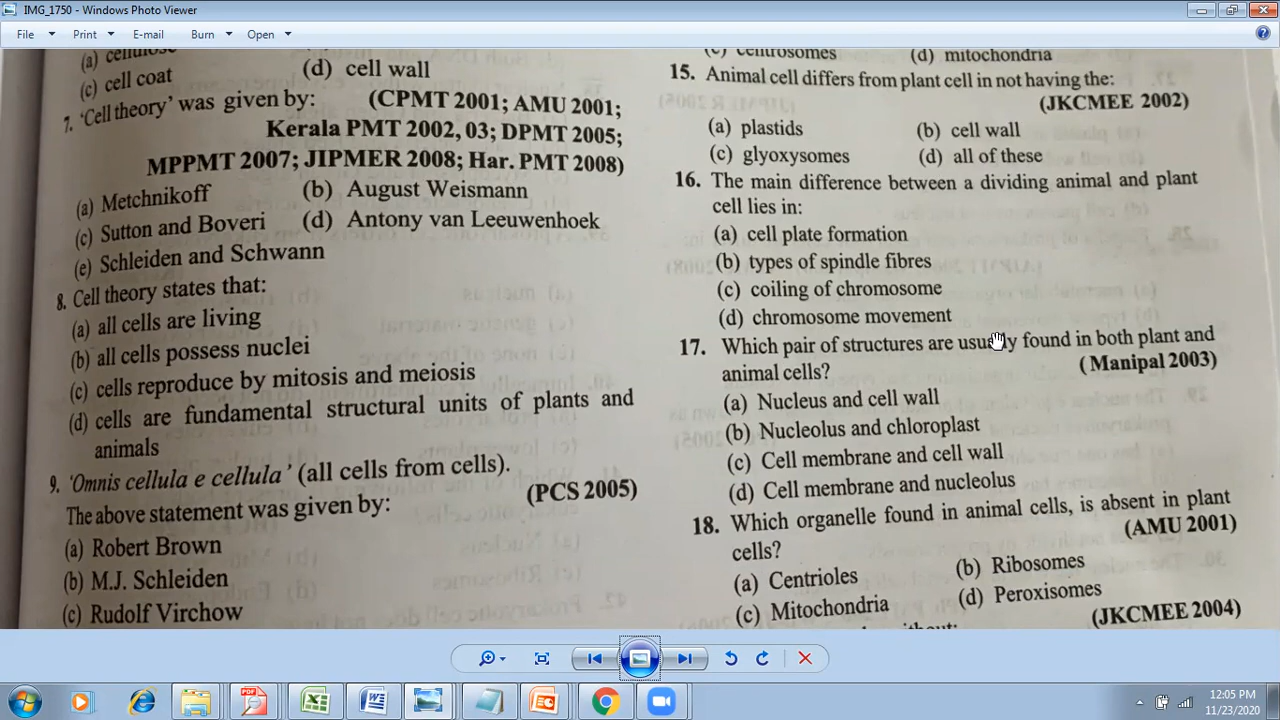 IMG_1750 - Windows Photo Viewer
File Print E-mail Burn Open
(a) cellulose
(c) cell coat (d) cell wall
7. 'Cell theory' was given by: (CPMT 2001; AMU 2001;
Kerala PMT 2002, 03; DPMT 2005;
MPPMT 2007; JIPMER 2008; Har. PMT 2008)
(a) Metchnikoff (b) August Weismann
(c) Sutton and Boveri (d) Antony van Leeuwenhoek
(e) Schleiden and Schwann
8. Cell theory states that:
(a) all cells are living
(b) all cells possess nuclei
(c) cells reproduce by mitosis and meiosis
(d) cells are fundamental structural units of plants and
animals
9. 'Omnis cellula e cellula' (all cells from cells).
(PCS 2005)
The above statement was given by:
(a) Robert Brown
(b) M.J. Schleiden
(c) Rudolf Virchow
(c) centrosomes (d) mitochondria
15. Animal cell differs from plant cell in not having the:
(JKCMEE 2002)
(a) plastids (b) cell wall
(c) glyoxysomes (d) all of these
16. The main difference between a dividing animal and plant
cell lies in:
(a) cell plate formation
(b) types of spindle fibres
(c) coiling of chromosome
(d) chromosome movement
17. Which pair of structures are usually found in both plant and
animal cells? ( Manipal 2003)
(a) Nucleus and cell wall
(b) Nucleolus and chloroplast
(c) Cell membrane and cell wall
(d) Cell membrane and nucleolus
18. Which organelle found in animal cells, is absent in plant
cells? (AMU 2001)
(a) Centrioles (b) Ribosomes
(c) Mitochondria (d) Peroxisomes
(JKCMEE 2004)
12:05 PM
11/23/2020